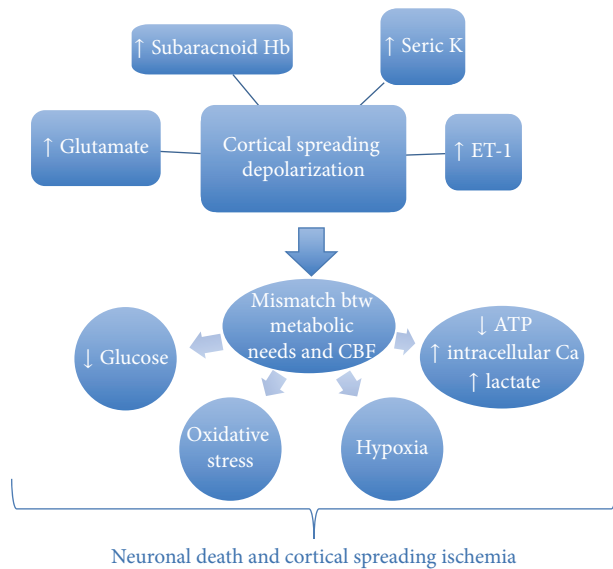 ↑ Subaracnoid Hb
↑ Seric K
↑ Glutamate
Cortical spreading
depolarization
↑ ET-1
Mismatch btw
metabolic
needs and CBF
↓ Glucose
↓ ATP
↑ intracellular Ca
↑ lactate
Oxidative
stress
Hypoxia
Neuronal death and cortical spreading ischemia